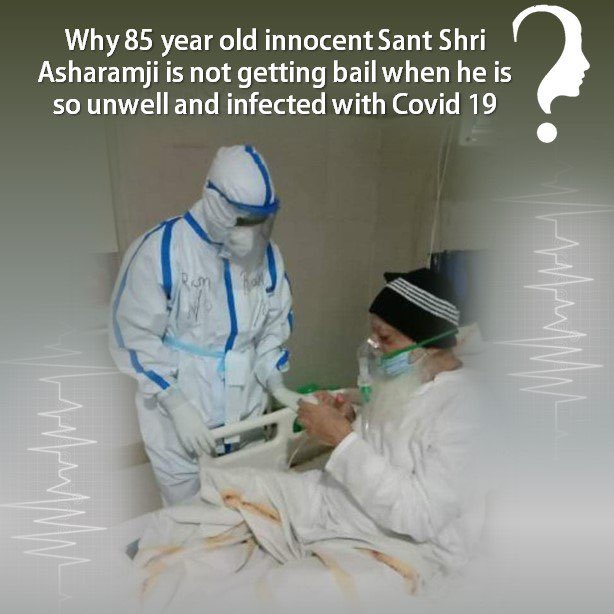 Why 85 year old innocent Sant Shri
Asharamji is not getting bail when he is
so unwell and infected with Covid 19
?